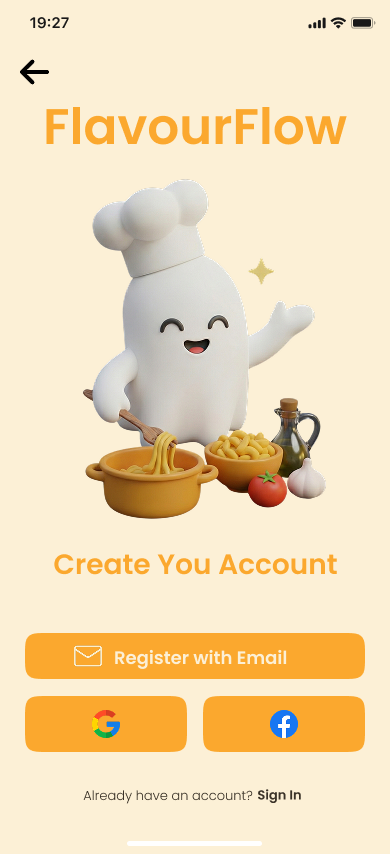 19:27
FlavourFlow
Create You Account
Register with Email
Already have an account? Sign In